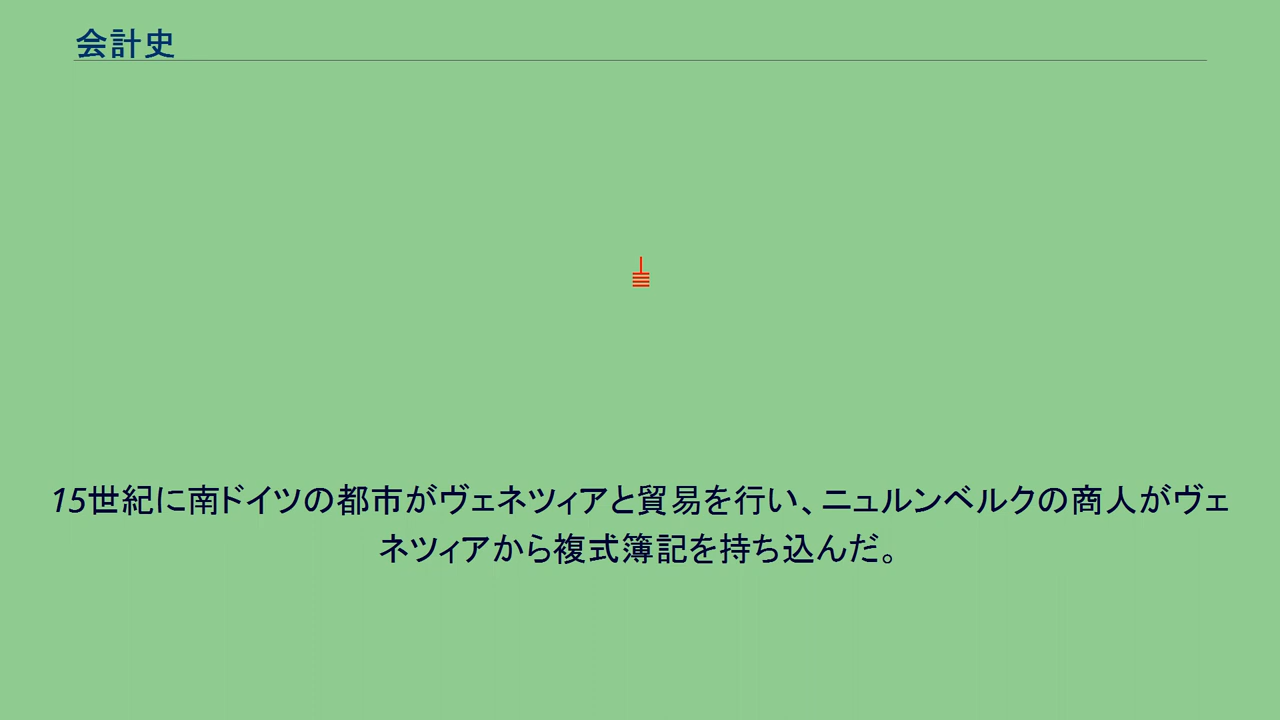 会計史
15世紀に南ドイツの都市がヴェネツィアと貿易を行い、ニュルンベルクの商人がヴェ
ネツィアから複式簿記を持ち込んだ。